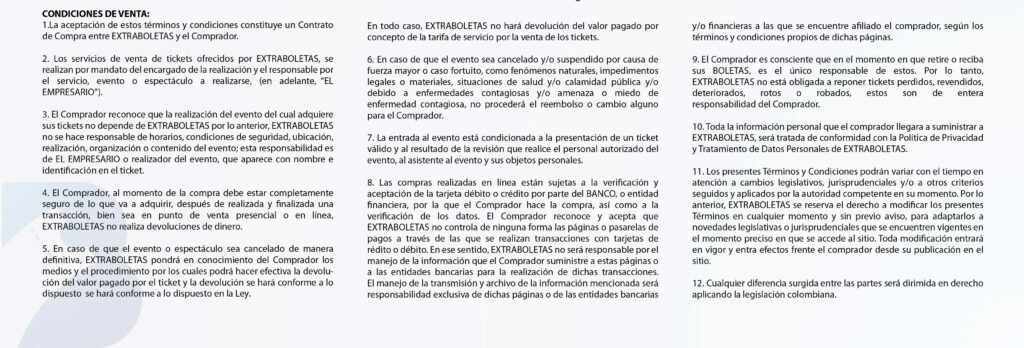 CONDICIONES DE VENTA:
1.La aceptación de estos términos y condiciones constituye un Contrato
de Compra entre EXTRABOLETAS y el Comprador.
2. Los servicios de venta de tickets ofrecidos por EXTRABOLETAS, se
realizan por mandato del encargado de la realización y el responsable por
el servicio, evento o espectáculo a realizarse, (en adelante, “EL
EMPRESARIO”).
3. El Comprador reconoce que la realización del evento del cual adquiere
sus tickets no depende de EXTRABOLETAS por lo anterior, EXTRABOLETAS
no se hace responsable de horarios, condiciones de seguridad, ubicación,
realización, organización o contenido del evento; esta responsabilidad es
de EL EMPRESARIO o realizador del evento, que aparece con nombre e
identificación en el ticket.
4. El Comprador, al momento de la compra debe estar completamente
seguro de lo que va a adquirir, después de realizada y finalizada una
transacción, bien sea en punto de venta presencial o en línea,
EXTRABOLETAS no realiza devoluciones de dinero.
5. En caso de que el evento o espectáculo sea cancelado de manera
definitiva, EXTRABOLETAS pondrá en conocimiento del Comprador los
medios y el procedimiento por los cuales podrá hacer efectiva la devolu-
ción del valor pagado por el ticket y la devolución se hará conforme a lo
dispuesto se hará conforme a lo dispuesto en la Ley.
En todo caso, EXTRABOLETAS no hará devolución del valor pagado por
concepto de la tarifa de servicio por la venta de los tickets.
6. En caso de que el evento sea cancelado y/o suspendido por causa de
fuerza mayor o caso fortuito, como fenómenos naturales, impedimentos
legales o materiales, situaciones de salud y/o calamidad pública y/o
debido a enfermedades contagiosas y/o amenaza o miedo de
enfermedad contagiosa, no procederá el reembolso o cambio alguno
para el Comprador.
7. La entrada al evento está condicionada a la presentación de un ticket
válido y al resultado de la revisión que realice el personal autorizado del
evento, al asistente al evento y sus objetos personales.
8. Las compras realizadas en línea están sujetas a la verificación y
aceptación de la tarjeta débito o crédito por parte del BANCO, o entidad
financiera, por la que el Comprador hace la compra, así como a la
verificación de los datos. El Comprador reconoce y acepta que
EXTRABOLETAS no controla de ninguna forma las páginas o pasarelas de
pagos a través de las que se realizan transacciones con tarjetas de
rédito o débito. En ese sentido, EXTRABOLETAS no será responsable por el
manejo de la información que el Comprador suministre a estas páginas o
a las entidades bancarias para la realización de dichas transacciones.
El manejo de la transmisión y archivo de la información mencionada será
responsabilidad exclusiva de dichas páginas o de las entidades bancarias
y/o financieras a las que se encuentre afiliado el comprador, según los
términos y condiciones propios de dichas páginas.
9. El Comprador es consciente que en el momento en que retire o reciba
sus BOLETAS, es el único responsable de estos. Por lo tanto,
EXTRABOLETAS no está obligada a reponer tickets perdidos, revendidos,
deteriorados, rotos o robados, estos son de entera
responsabilidad del Comprador.
10. Toda la información personal que el comprador llegara a suministrar a
EXTRABOLETAS, será tratada de conformidad con la Política de Privacidad
y Tratamiento de Datos Personales de EXTRABOLETAS.
11. Los presentes Términos y Condiciones podrán variar con el tiempo en
atención a cambios legislativos, jurisprudenciales y/o a otros criterios
seguidos y aplicados por la autoridad competente en su momento. Por lo
anterior, EXTRABOLETAS se reserva el derecho a modificar los presentes
Términos en cualquier momento y sin previo aviso, para adaptarlos a
novedades legislativas o jurisprudenciales que se encuentren vigentes en
el momento preciso en que se accede al sitio. Toda modificación entrará
en vigor y entra efectos frente el comprador desde su publicación en el
sitio.
12. Cualquier diferencia surgida entre las partes será dirimida en derecho
aplicando la legislación colombiana.